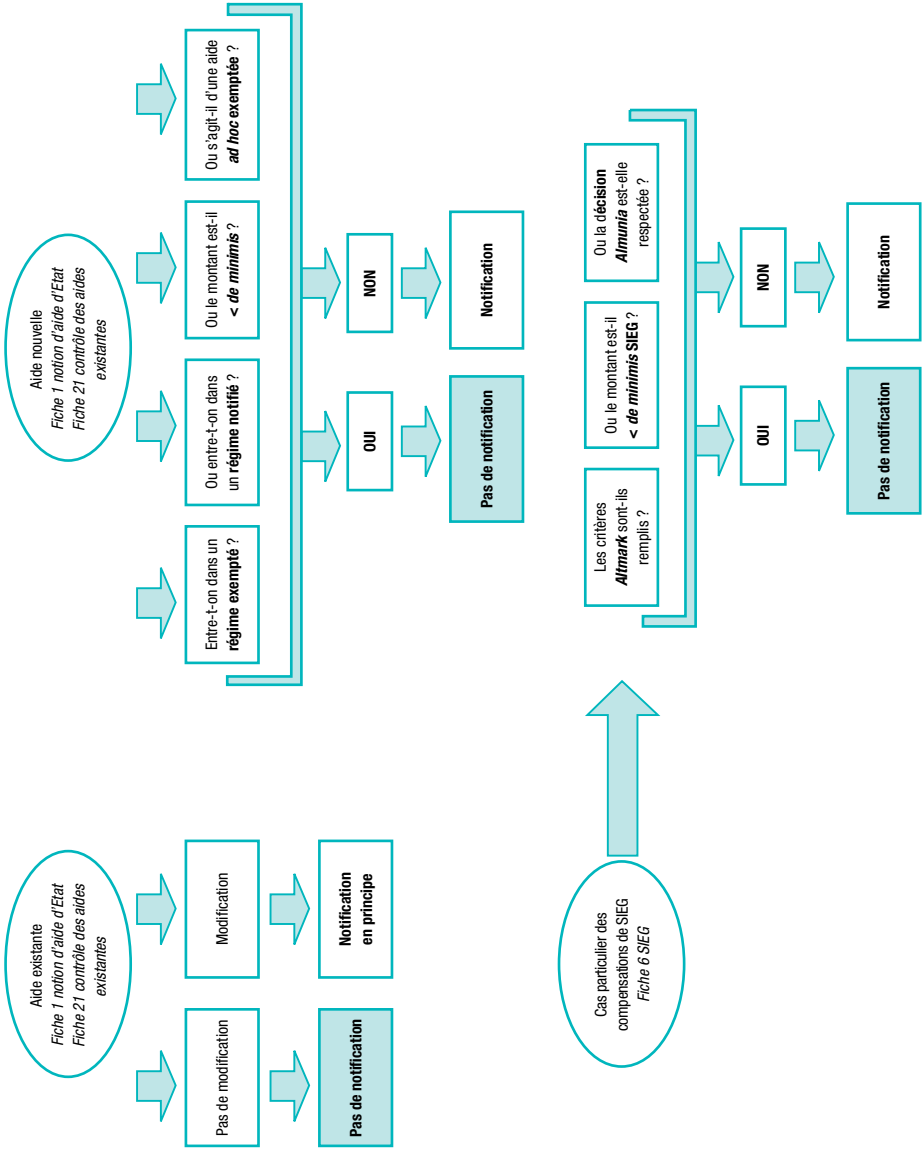 Aide existante
Fiche 1 notion d'aide d'Etat
Fiche 21 contrôle des aides
existantes
Pas de modification
Modification
Pas de notification
Notification
en principe
Aide nouvelle
Fiche 1 notion d'aide d'Etat
Fiche 21 contrôle des aides
existantes
Entre-t-on dans un
régime exempté ?
Ou entre-t-on dans
un régime notifié ?
Ou le montant est-il
< de minimis ?
Ou s'agit-il d'une aide
ad hoc exemptée ?
OUI
NON
Pas de notification
Notification
Cas particulier des
compensations de SIEG
Fiche 6 SIEG
Les critères
Altmark sont-ils
remplis ?
Ou le montant est-il
< de minimis SIEG ?
Ou la décision
Almunia est-elle
respectée ?
OUI
NON
Pas de notification
Notification